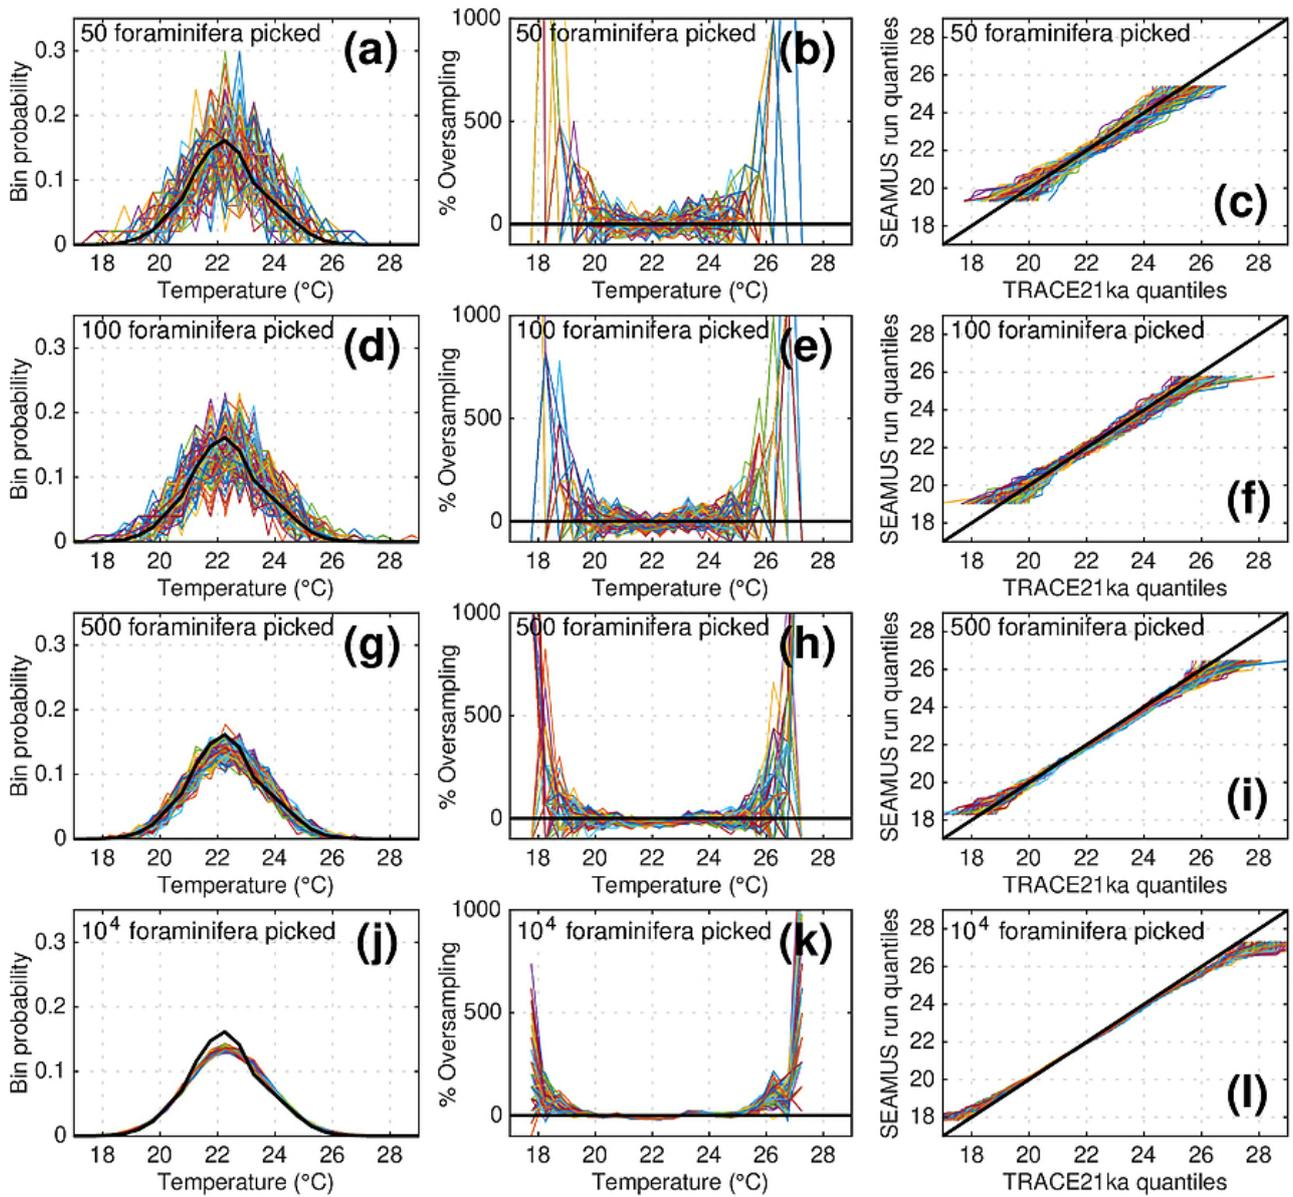 50 foraminifera picked (a)
Bin probability
0.3
0.2
0.1
0
18 20 22 24 26 28
Temperature (°C)
50 foraminifera picked (b)
% Oversampling
1000
500
0
18 20 22 24 26 28
Temperature (°C)
50 foraminifera picked
(c)
SEAMUS run quantiles
28
26
24
22
20
18
18 20 22 24 26 28
TRACE21ka quantiles
100 foraminifera picked (d)
Bin probability
0.3
0.2
0.1
0
18 20 22 24 26 28
Temperature (°C)
100 foraminifera picked (e)
% Oversampling
1000
500
0
18 20 22 24 26 28
Temperature (°C)
100 foraminifera picked
(f)
SEAMUS run quantiles
28
26
24
22
20
18
18 20 22 24 26 28
TRACE21ka quantiles
500 foraminifera picked (g)
Bin probability
0.3
0.2
0.1
0
18 20 22 24 26 28
Temperature (°C)
500 foraminifera picked (h)
% Oversampling
1000
500
0
18 20 22 24 26 28
Temperature (°C)
500 foraminifera picked
(i)
SEAMUS run quantiles
28
26
24
22
20
18
18 20 22 24 26 28
TRACE21ka quantiles
10⁴ foraminifera picked (j)
Bin probability
0.3
0.2
0.1
0
18 20 22 24 26 28
Temperature (°C)
10⁴ foraminifera picked (k)
% Oversampling
1000
500
0
18 20 22 24 26 28
Temperature (°C)
10⁴ foraminifera picked
(l)
SEAMUS run quantiles
28
26
24
22
20
18
18 20 22 24 26 28
TRACE21ka quantiles